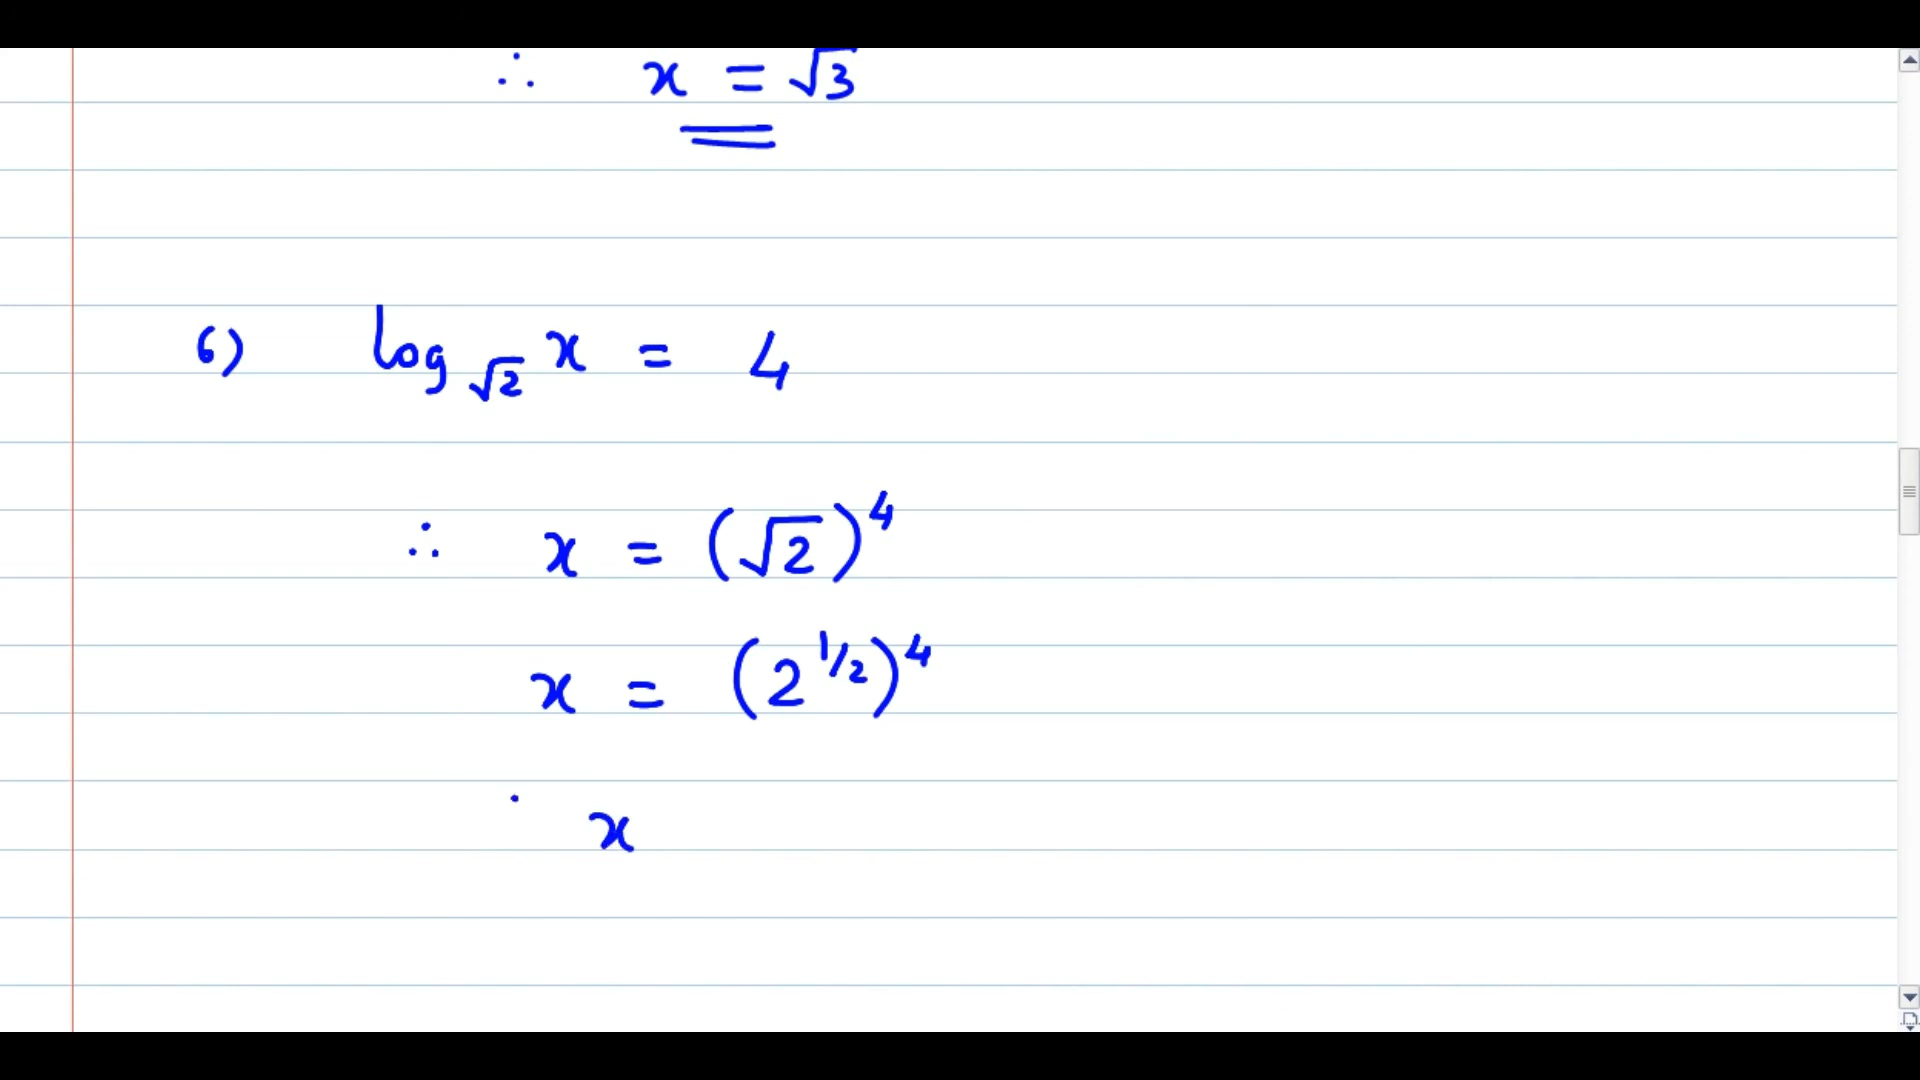 ∴ x = √3
6) log_√2 x = 4
∴ x = (√2)^4
x = (2^1/2)^4
x